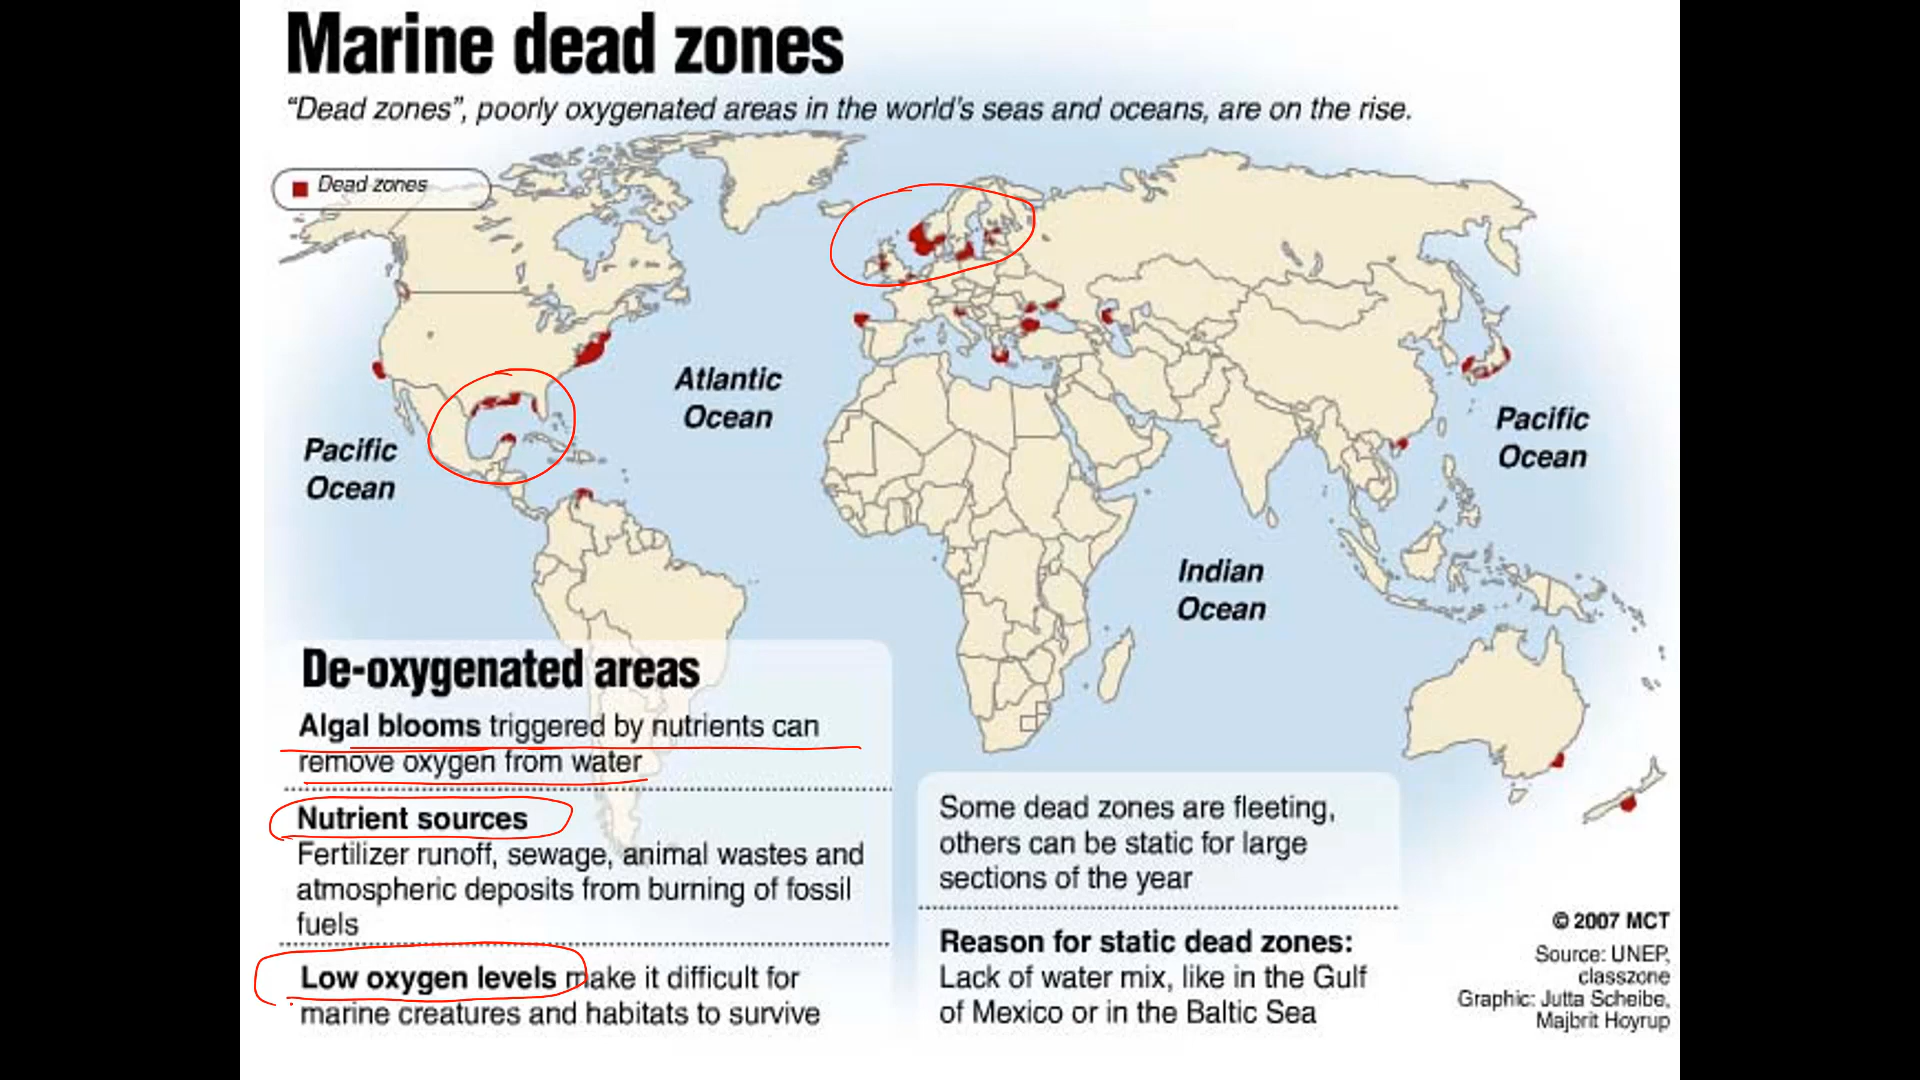 Marine dead zones
“Dead zones”, poorly oxygenated areas in the world’s seas and oceans, are on the rise.
Dead zones
Atlantic
Ocean
Pacific
Ocean
Pacific
Ocean
Indian
Ocean
De-oxygenated areas
Algal blooms triggered by nutrients can
remove oxygen from water
Nutrient sources
Fertilizer runoff, sewage, animal wastes and
atmospheric deposits from burning of fossil
fuels
Low oxygen levels make it difficult for
marine creatures and habitats to survive
Some dead zones are fleeting,
others can be static for large
sections of the year
Reason for static dead zones:
Lack of water mix, like in the Gulf
of Mexico or in the Baltic Sea
© 2007 MCT
Source: UNEP,
classzone
Graphic: Jutta Scheibe,
Majbrit Hoyrup